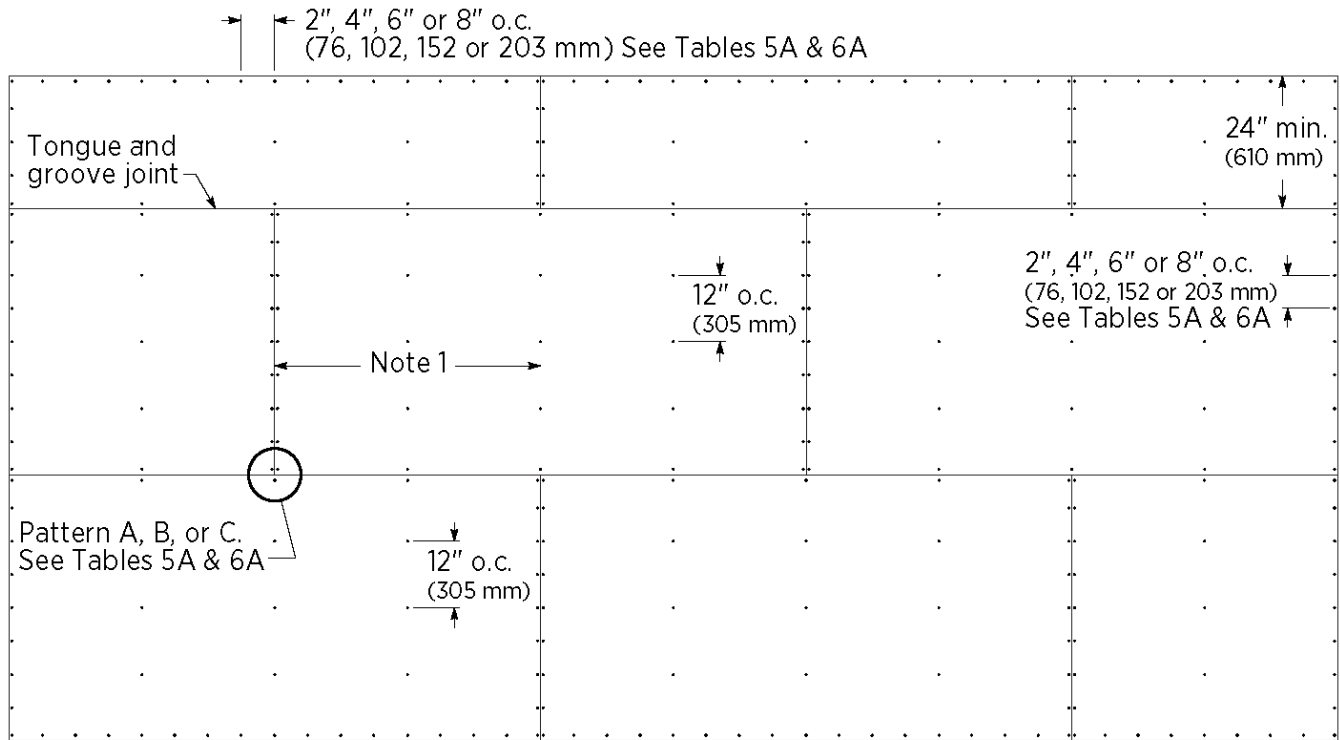 2", 4", 6" or 8" o.c.
(76, 102, 152 or 203 mm) See Tables 5A & 6A
Tongue and
groove joint
24" min.
(610 mm)
2", 4", 6" or 8" o.c.
(76, 102, 152 or 203 mm)
See Tables 5A & 6A
12" o.c.
(305 mm)
Note 1
Pattern A, B, or C.
See Tables 5A & 6A
12" o.c.
(305 mm)